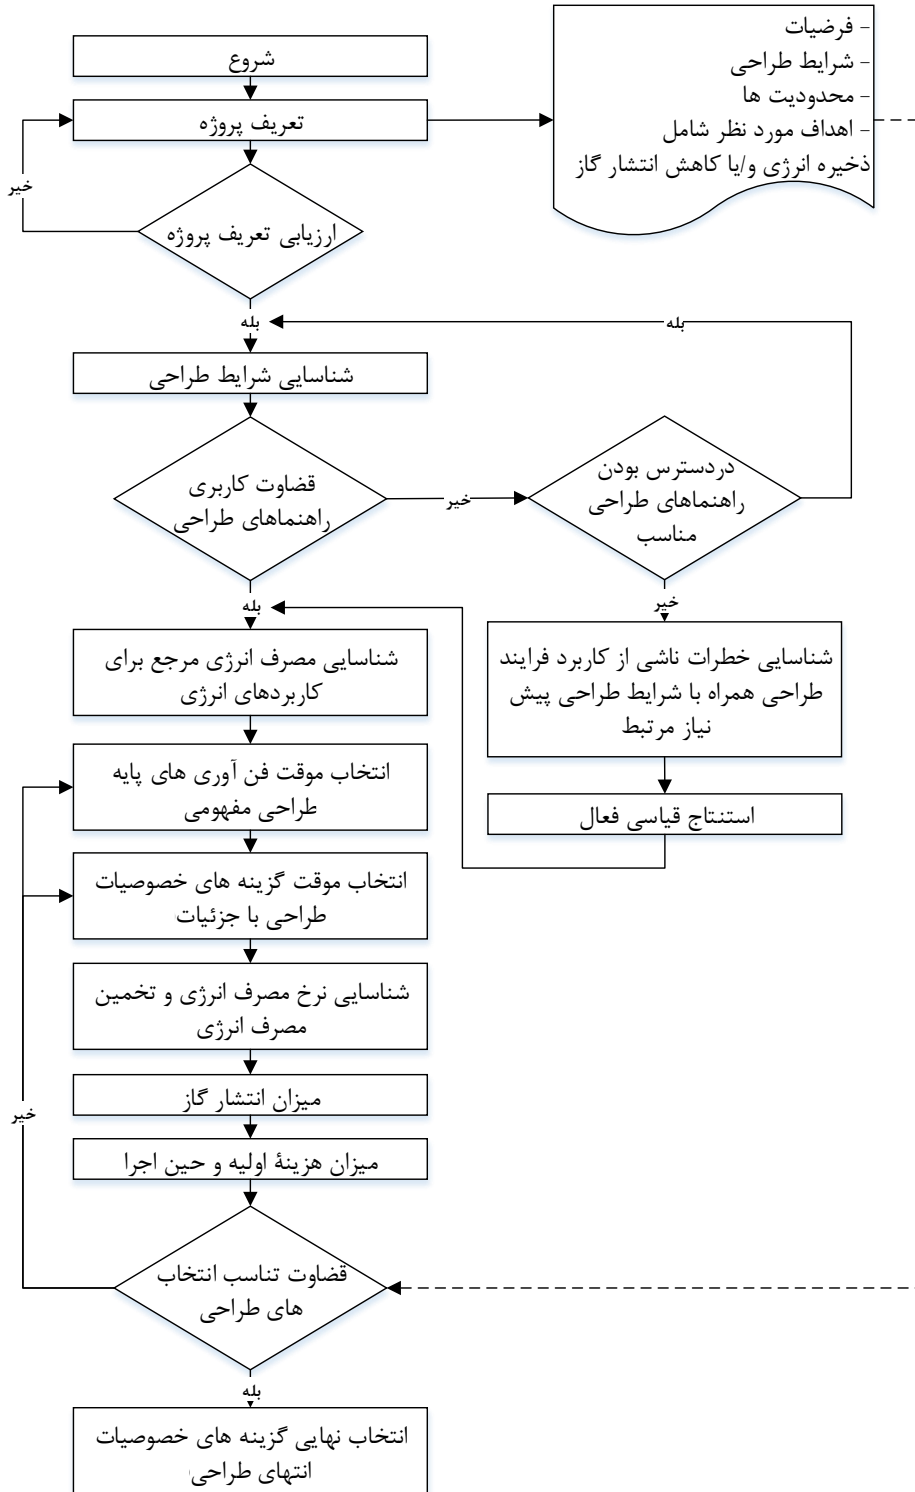 شروع
تعریف پروژه
- فرضیات
- شرایط طراحی
- محدودیت ها
- اهداف مورد نظر شامل
ذخیره انرژی و/یا کاهش انتشار گاز
خیر
ارزیابی تعریف پروژه
بله
بله
شناسایی شرایط طراحی
قضاوت کاربری
راهنماهای طراحی
خیر
دردسترس بودن
راهنماهای طراحی
مناسب
بله
خیر
شناسایی مصرف انرژی مرجع برای
کاربردهای انرژی
شناسایی خطرات ناشی از کاربرد فرایند
طراحی همراه با شرایط طراحی پیش
نیاز مرتبط
انتخاب موقت فن آوری های پایه
طراحی مفهومی
استنتاج قیاسی فعال
انتخاب موقت گزینه های خصوصیات
طراحی با جزئیات
شناسایی نرخ مصرف انرژی و تخمین
مصرف انرژی
میزان انتشار گاز
خیر
میزان هزینۀ اولیه و حین اجرا
قضاوت تناسب انتخاب
های طراحی
بله
انتخاب نهایی گزینه های خصوصیات
انتهای طراحی